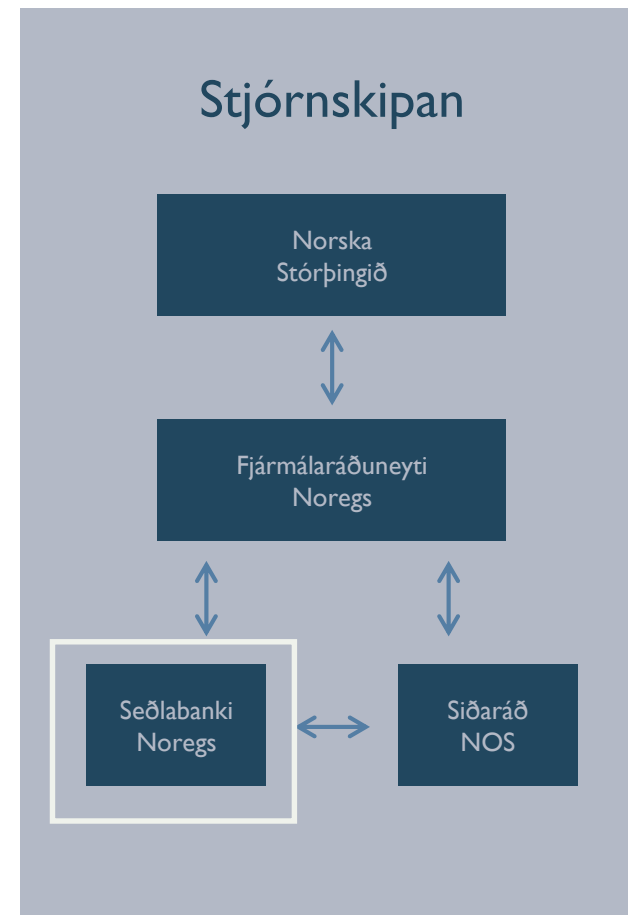 Stjórnskipan
Norska
Stórþingið
Fjármálaráðuneyti
Noregs
Seðlabanki
Noregs
Siðaráð
NOS